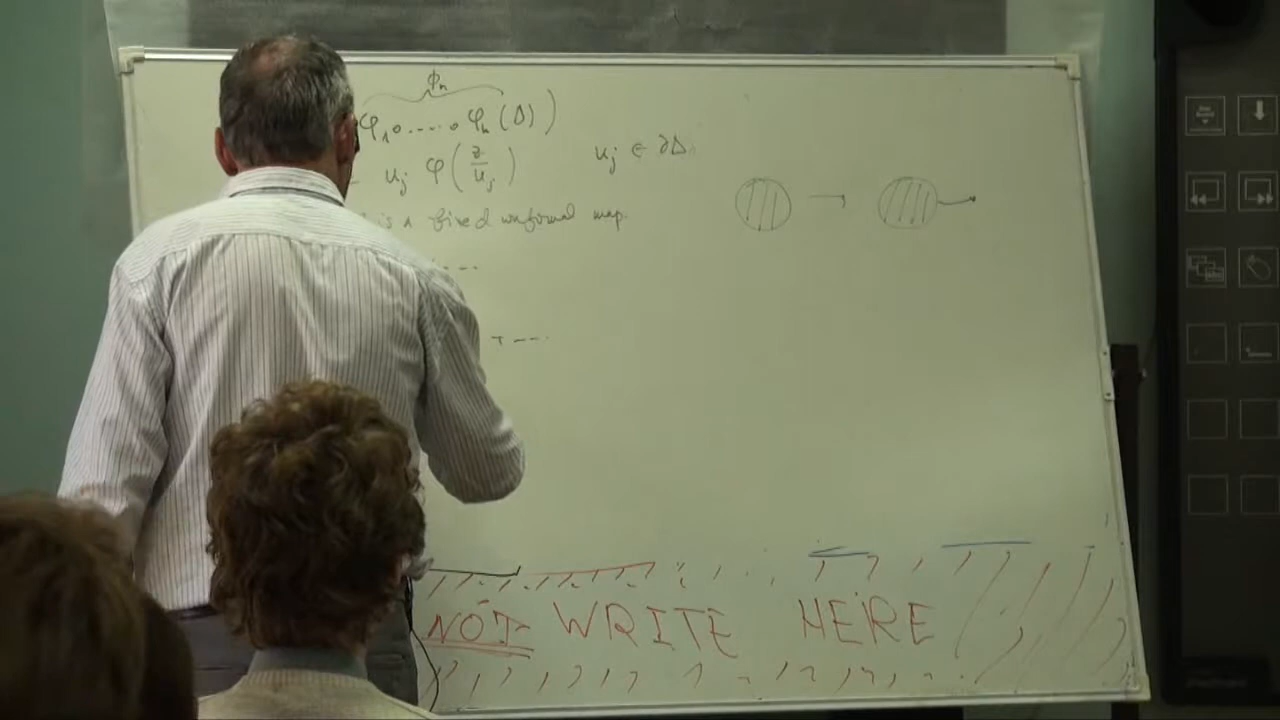 ϕₙ
φ₁∘.....∘ φₙ (Δ))
uⱼ φ(z/uⱼ) uⱼ ∈ ∂Δ
is a fixed conformal map.
+ ---
NOT WRITE HERE